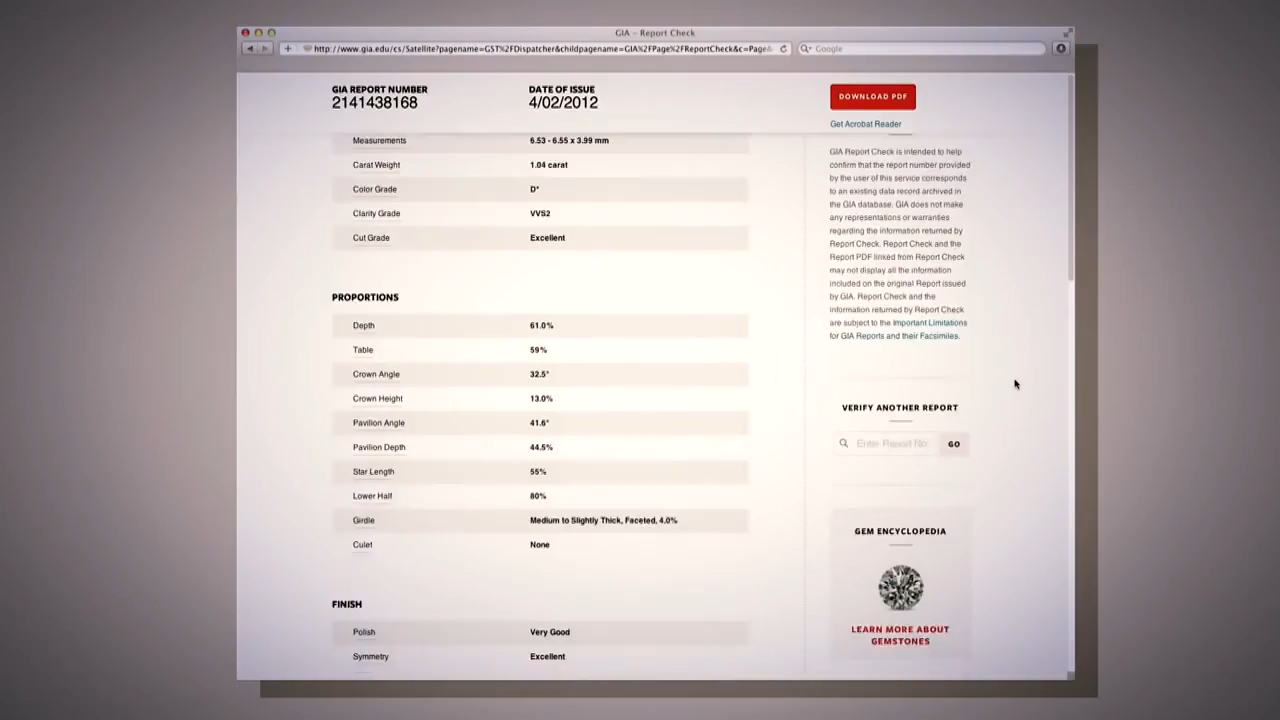 GIA – Report Check
http://www.gia.edu/cs/Satellite?pagename=GST%2FDispatcher&childpagename=GIA%2FPage%2FReportCheck&c=Page&
Google
GIA REPORT NUMBER
2141438168
DATE OF ISSUE
4/02/2012
DOWNLOAD PDF
Get Acrobat Reader
Measurements 6.53 - 6.55 x 3.99 mm
Carat Weight 1.04 carat
Color Grade D*
Clarity Grade VVS2
Cut Grade Excellent
PROPORTIONS
Depth 61.0%
Table 59%
Crown Angle 32.5°
Crown Height 13.0%
Pavilion Angle 41.6°
Pavilion Depth 44.5%
Star Length 55%
Lower Half 80%
Girdle Medium to Slightly Thick, Faceted, 4.0%
Culet None
FINISH
Polish Very Good
Symmetry Excellent
GIA Report Check is intended to help
confirm that the report number provided
by the user of this service corresponds
to an existing data record archived in
the GIA database. GIA does not make
any representations or warranties
regarding the information returned by
Report Check. Report Check and the
Report PDF linked from Report Check
may not display all the information
included on the original Report issued
by GIA. Report Check and the
information returned by Report Check
are subject to the Important Limitations
for GIA Reports and their Facsimiles.
VERIFY ANOTHER REPORT
Enter Report No
GO
GEM ENCYCLOPEDIA
LEARN MORE ABOUT
GEMSTONES